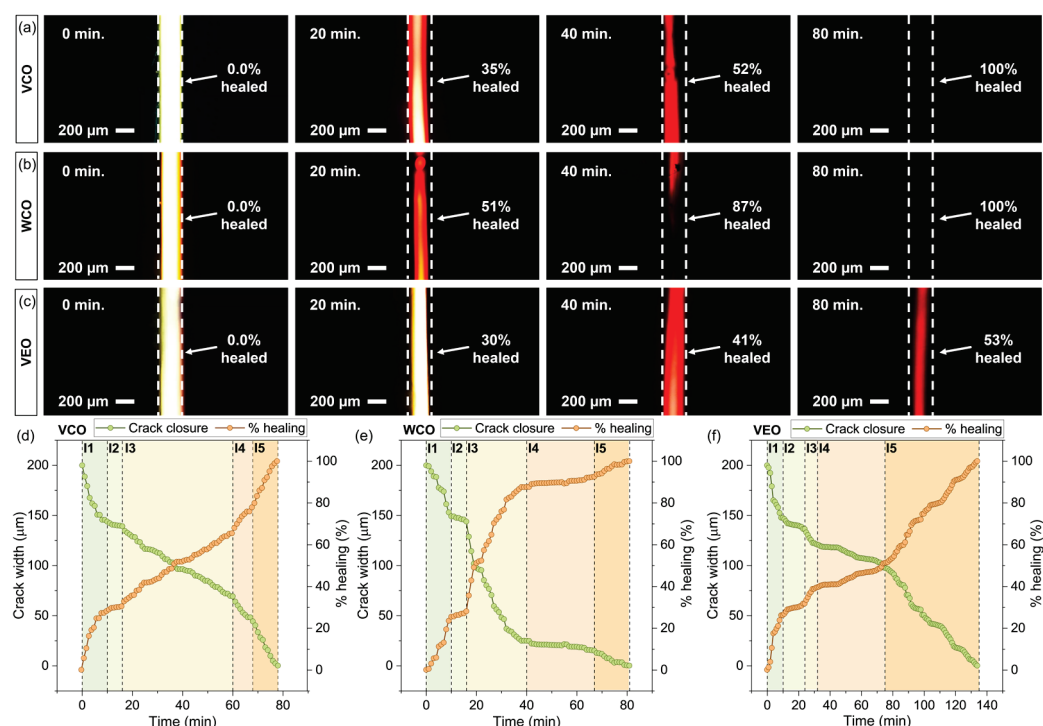 (a)
VCO
0 min.
0.0%
healed
200 µm
20 min.
35%
healed
200 µm
40 min.
52%
healed
200 µm
80 min.
100%
healed
200 µm
(b)
WCO
0 min.
0.0%
healed
200 µm
20 min.
51%
healed
200 µm
40 min.
87%
healed
200 µm
80 min.
100%
healed
200 µm
(c)
VEO
0 min.
0.0%
healed
200 µm
20 min.
30%
healed
200 µm
40 min.
41%
healed
200 µm
80 min.
53%
healed
200 µm
(d)
VCO
Crack closure
% healing
I1 I2 I3 I4 I5
200
150
100
50
0
Crack width (µm)
100
80
60
40
20
0
% healing (%)
0 20 40 60 80
Time (min)
(e)
WCO
Crack closure
% healing
I1 I2 I3 I4 I5
200
150
100
50
0
Crack width (µm)
100
80
60
40
20
0
% healing (%)
0 20 40 60 80
Time (min)
(f)
VEO
Crack closure
% healing
I1 I2 I3 I4 I5
200
150
100
50
0
Crack width (µm)
100
80
60
40
20
0
% healing (%)
0 20 40 60 80 100 120 140
Time (min)